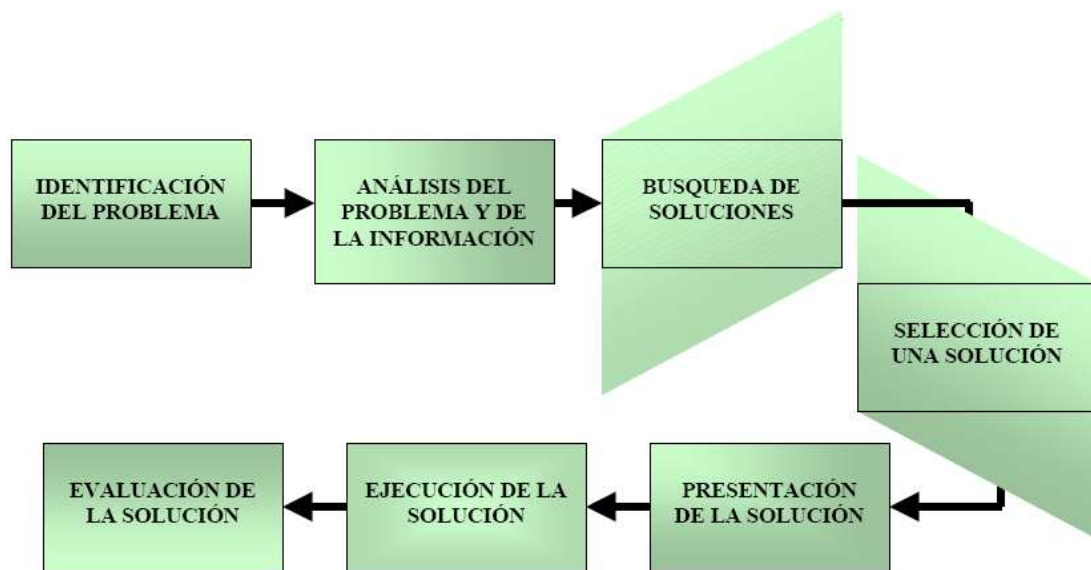 IDENTIFICACIÓN
DEL PROBLEMA
ANÁLISIS DEL
PROBLEMA Y DE
LA INFORMACIÓN
BUSQUEDA DE
SOLUCIONES
SELECCIÓN DE
UNA SOLUCIÓN
PRESENTACIÓN
DE LA SOLUCIÓN
EJECUCIÓN DE LA
SOLUCIÓN
EVALUACIÓN DE
LA SOLUCIÓN